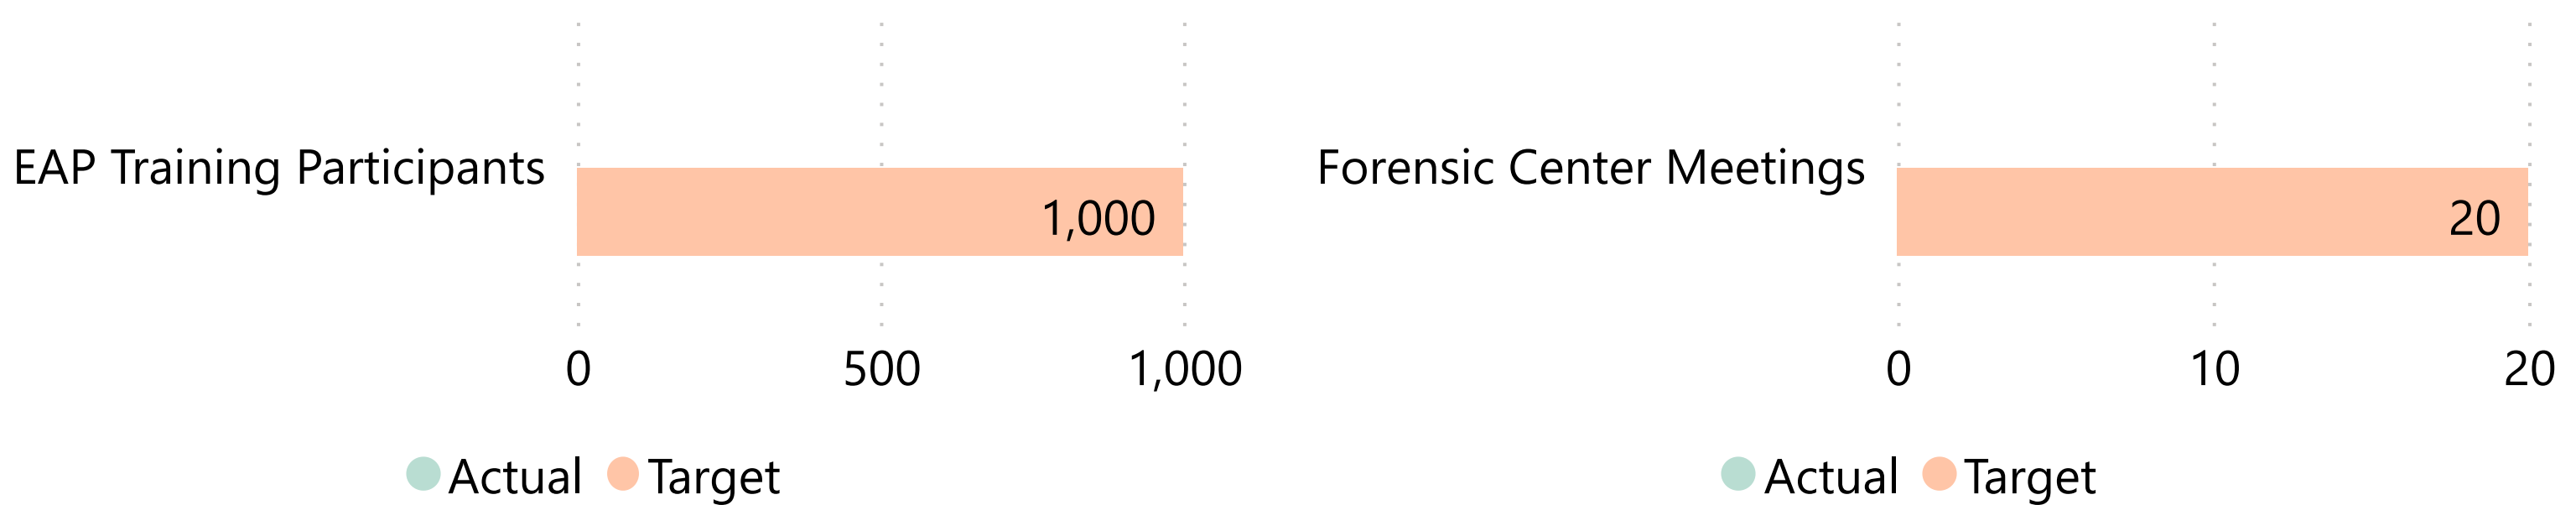 EAP Training Participants
1,000
0 500 1,000
Actual Target
Forensic Center Meetings
20
0 10 20
Actual Target